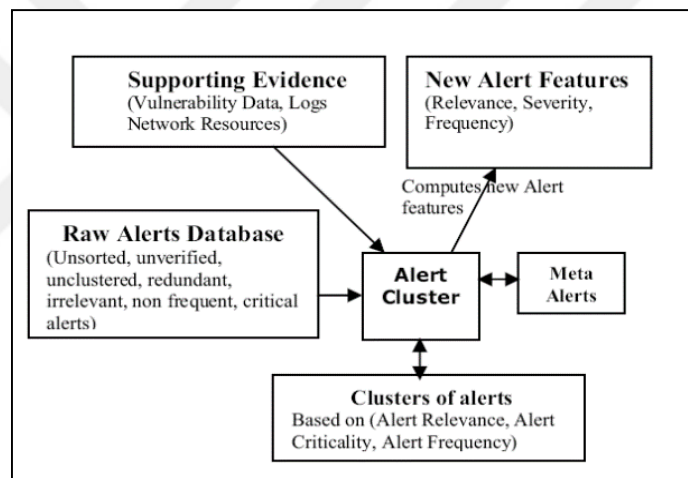 Supporting Evidence
(Vulnerability Data, Logs
Network Resources)
New Alert Features
(Relevance, Severity,
Frequency)
Computes new Alert
features
Raw Alerts Database
(Unsorted, unverified,
unclustered, redundant,
irrelevant, non frequent, critical
alerts)
Alert
Cluster
Meta
Alerts
Clusters of alerts
Based on (Alert Relevance, Alert
Criticality, Alert Frequency)